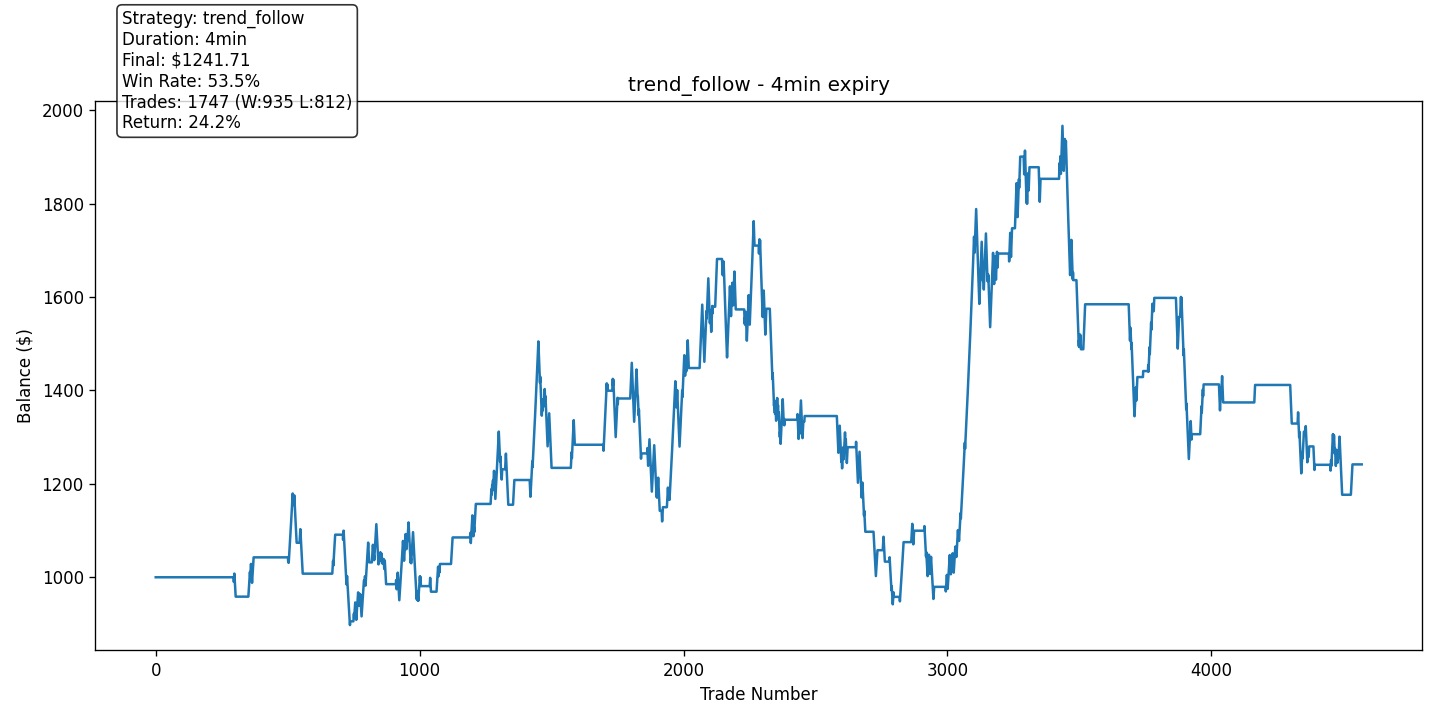 Strategy: trend_follow
Duration: 4min
Final: $1241.71
Win Rate: 53.5%
Trades: 1747 (W:935 L:812)
Return: 24.2%
trend_follow - 4min expiry
2000
1800
1600
1400
1200
1000
Balance ($)
0
1000
2000
3000
4000
Trade Number